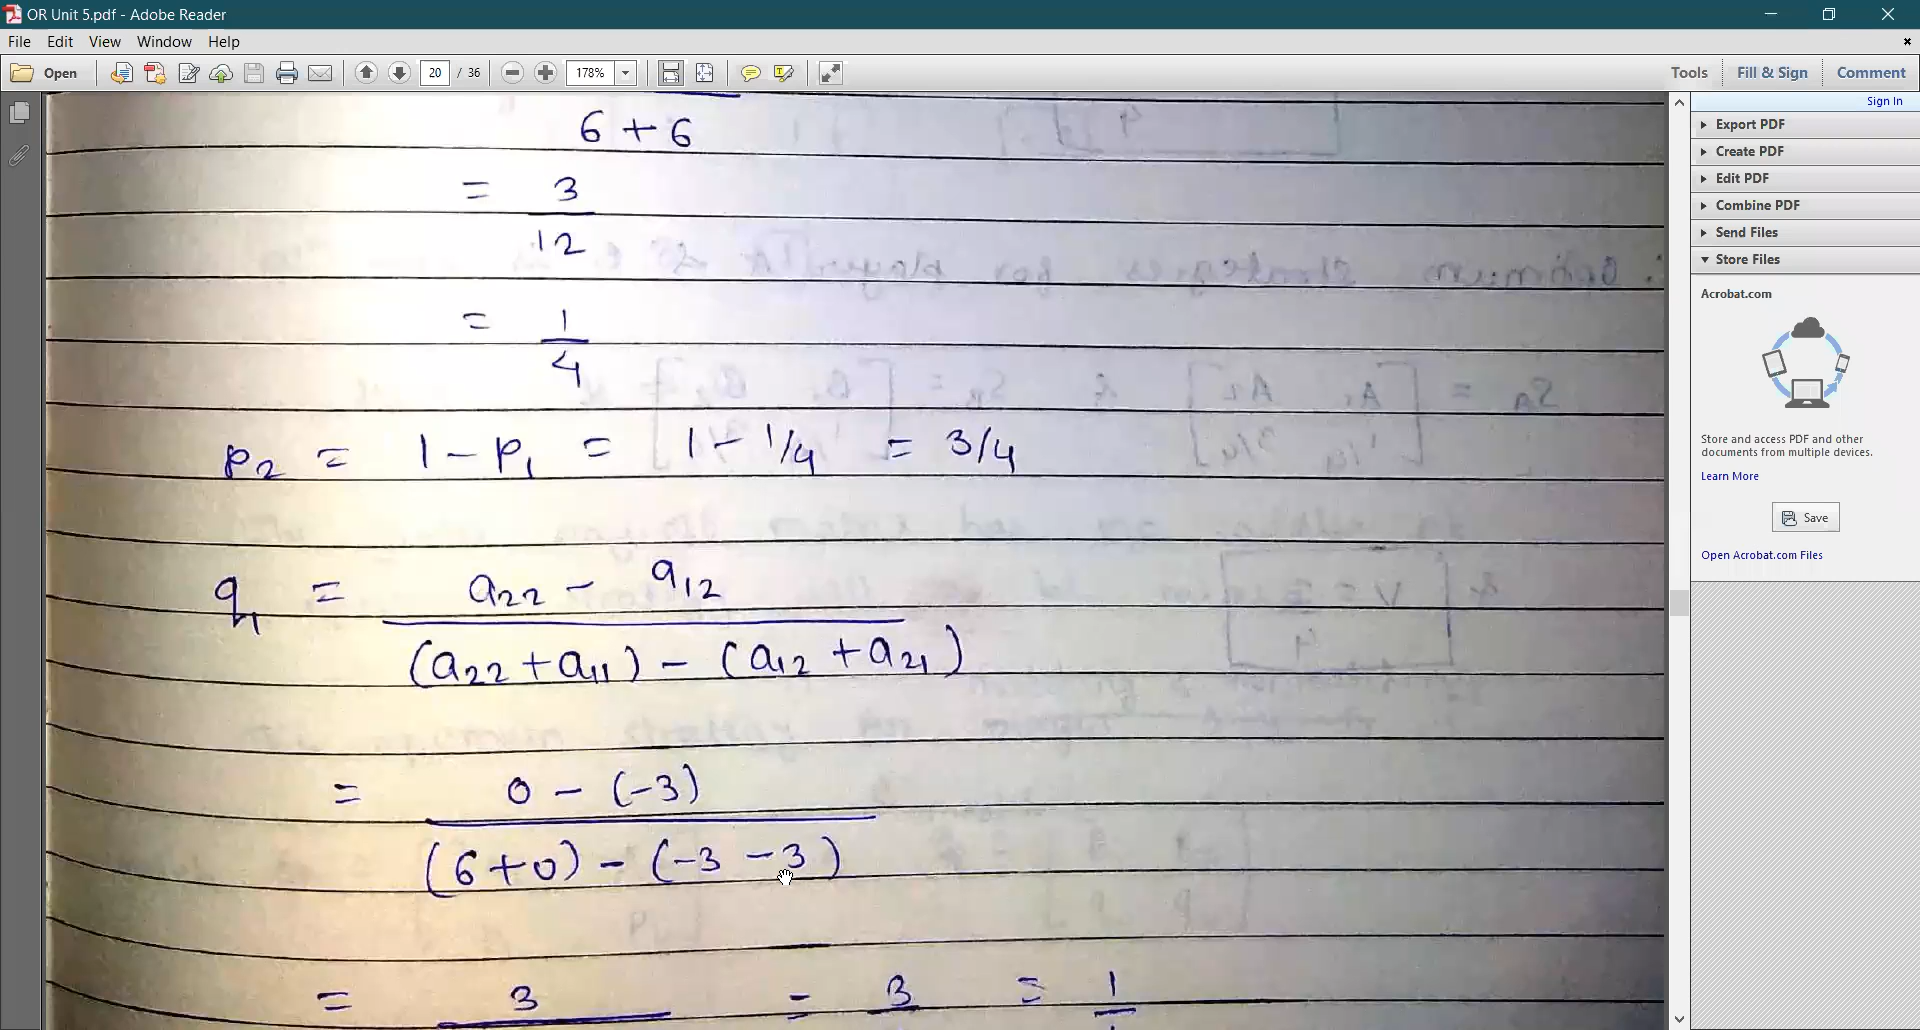 OR Unit 5.pdf - Adobe Reader
File Edit View Window Help
Open 20 / 36 178% Tools Fill & Sign Comment
Sign In
Export PDF
Create PDF
Edit PDF
Combine PDF
Send Files
Store Files
Acrobat.com
Store and access PDF and other
documents from multiple devices.
Learn More
Save
Open Acrobat.com Files
6 + 6
= 3
12
= 1
4
p2 = 1 - p1 = 1 - 1/4 = 3/4
q1 = a22 - a12
(a22 + a11) - (a12 + a21)
= 0 - (-3)
(6+0) - (-3 -3)
= 3 = 3 = 1